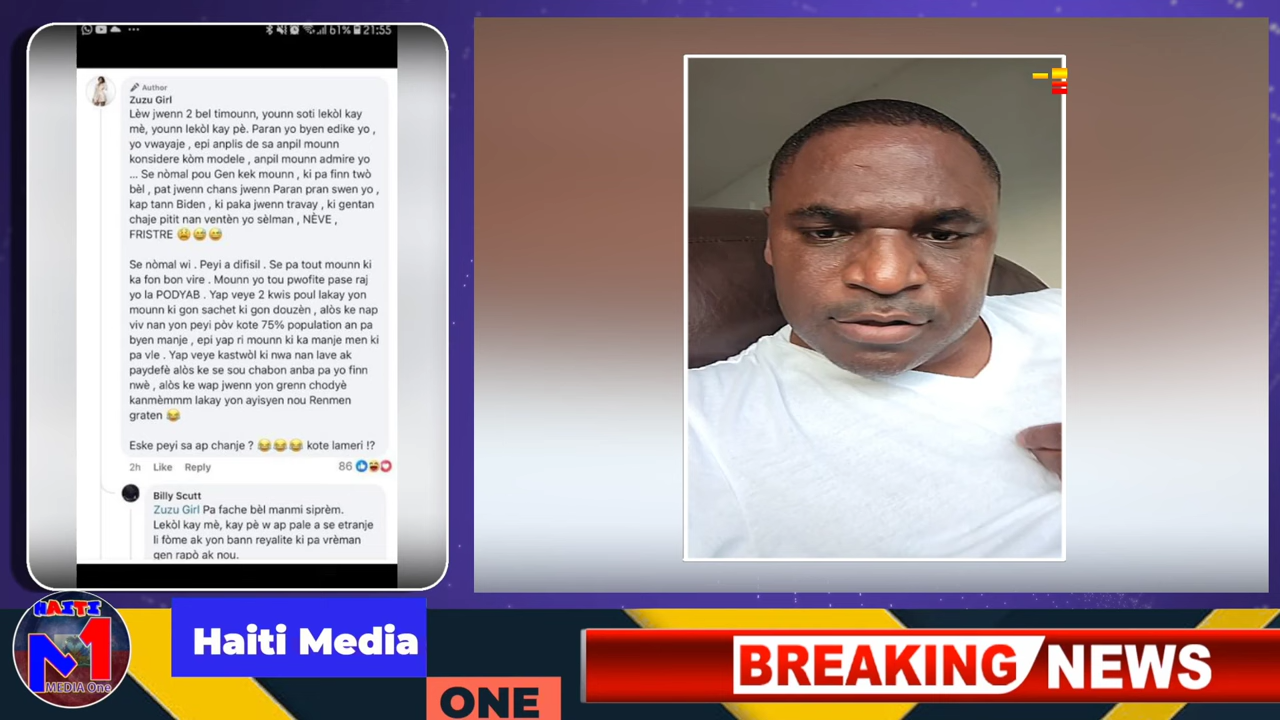 61% 21:55
Author
Zuzu Girl
Lèw jwenn 2 bel timounn, younn soti lekòl kay
mè, younn lekòl kay pè. Paran yo byen edike yo ,
yo vwayaje , epi anplis de sa anpil mounn
konsidere kòm modele , anpil mounn admire yo
... Se nòmal pou Gen kek mounn , ki pa finn twò
bèl , pat jwenn chans jwenn Paran pran swen yo ,
kap tann Biden , ki paka jwenn travay , ki gentan
chaje pitit nan ventèn yo sèlman , NÈVE ,
FRISTRE 😩😅😅
Se nòmal wi . Peyi a difisil . Se pa tout mounn ki
ka fon bon vire . Mounn yo tou pwofite pase raj
yo la PODYAB . Yap veye 2 kwis poul lakay yon
mounn ki gon sachet ki gon douzèn , alòs ke nap
viv nan yon peyi pòv kote 75% population an pa
byen manje , epi yap ri mounn ki ka manje men ki
pa vle . Yap veye kastwòl ki nwa nan lave ak
paydefè alòs ke se sou chabon anba pa yo finn
nwè , alòs ke wap jwenn yon grenn chodyè
kanmèmmm lakay yon ayisyen nou Renmen
graten 😂
Eske peyi sa ap chanje ? 😂😂😂 kote lameri !?
2h Like Reply 86
Billy Scutt
Zuzu Girl Pa fache bèl manmi siprèm.
Lekòl kay mè, kay pè w ap pale a se etranje
li fòme ak yon bann reyalite ki pa vrèman
gen rapò ak nou.
HAITI
M1
MEDIA One
Haiti Media
ONE
BREAKING NEWS